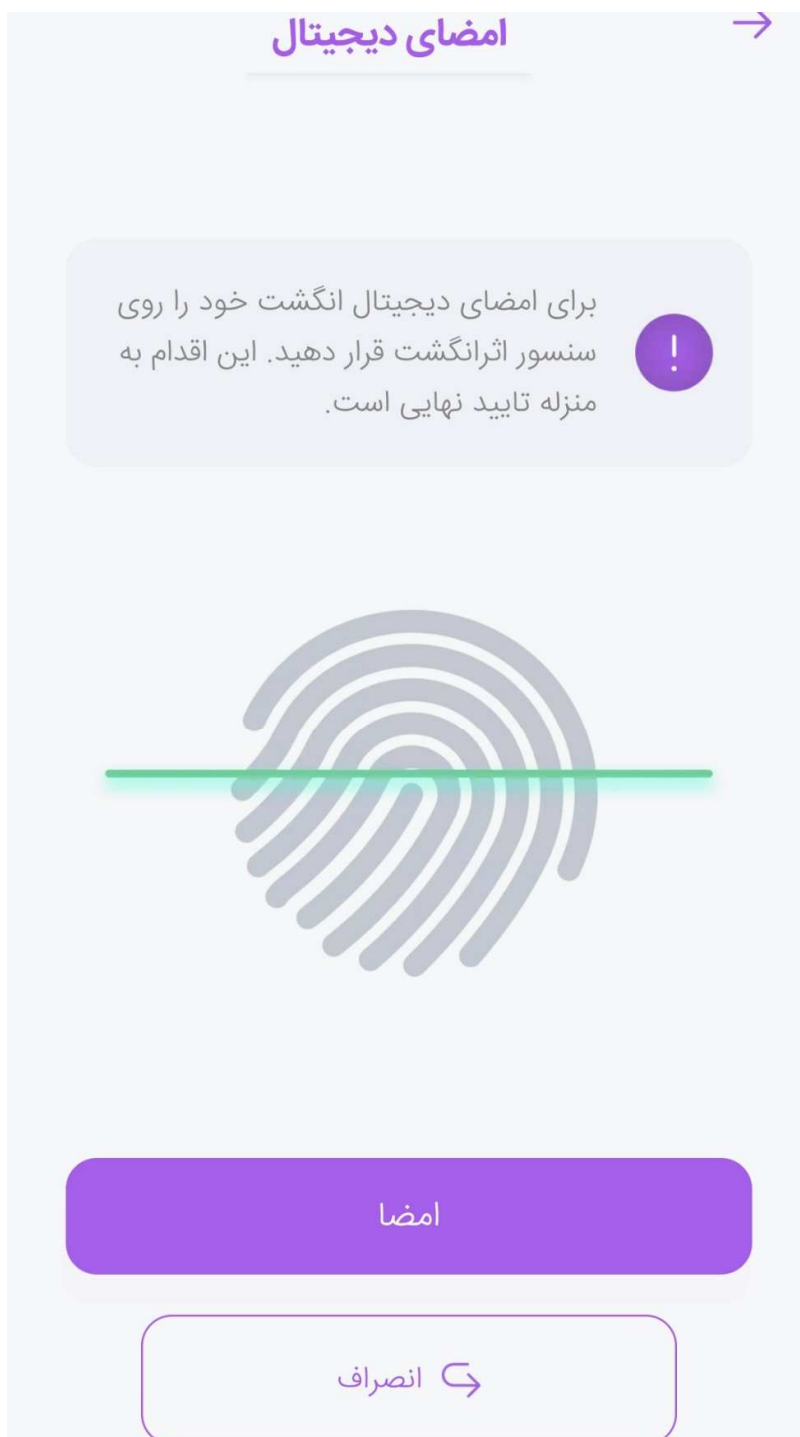 امضای دیجیتال
برای امضای دیجیتال انگشت خود را روی
سنسور اثرانگشت قرار دهید. این اقدام به
منزله تایید نهایی است.
امضا
انصراف